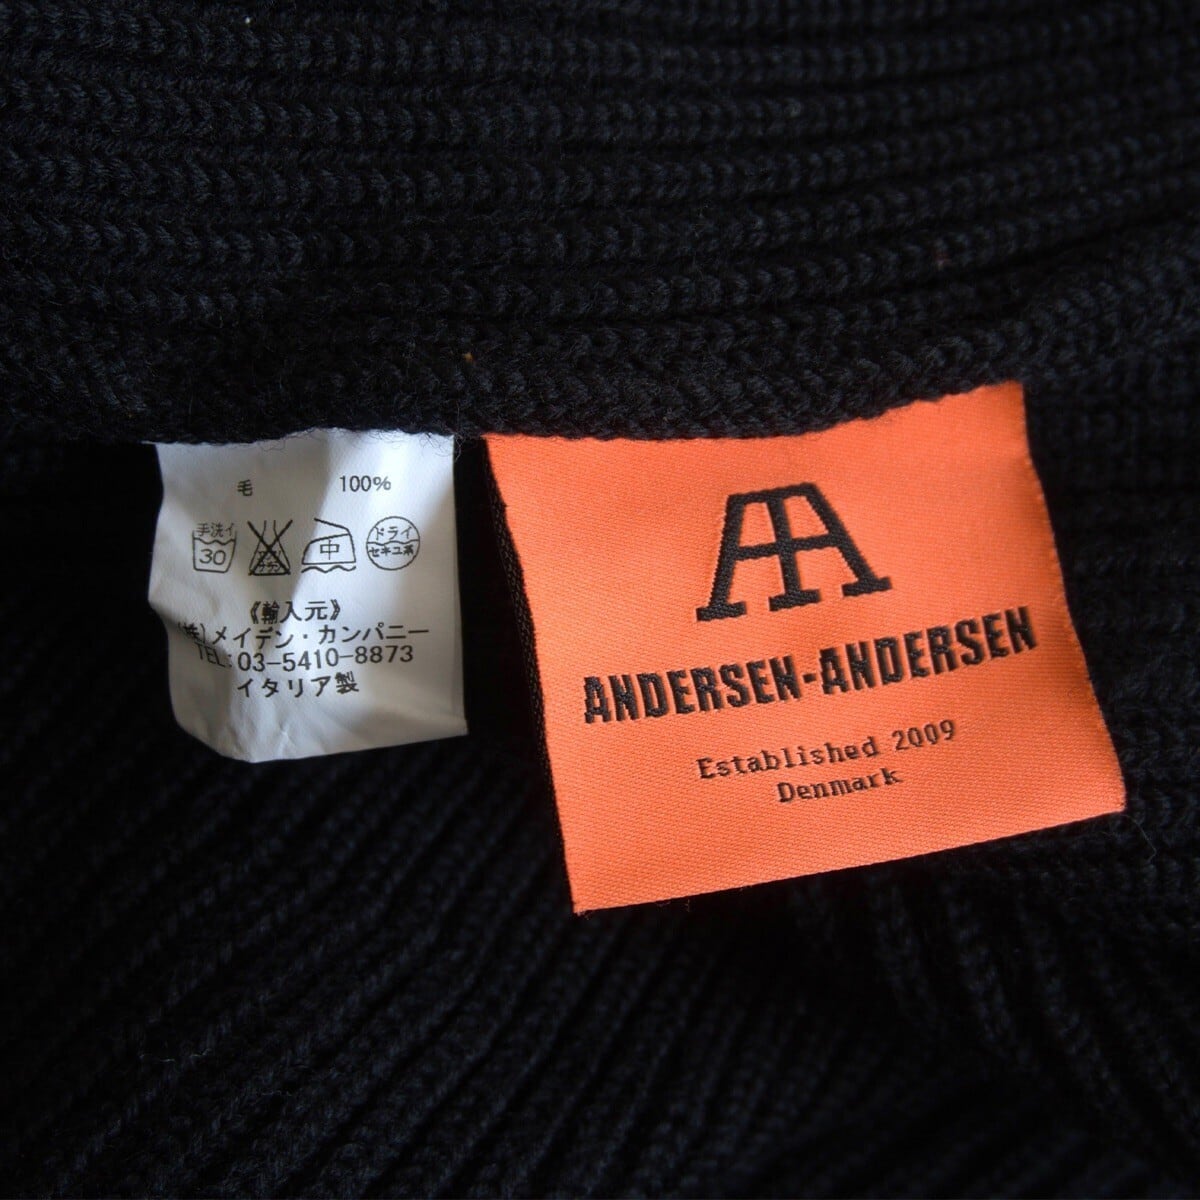 毛 100%
手洗イ
30
中
ドライ
セキユ系
《輸入元》
(株)メイデン・カンパニー
TEL:03-5410-8873
イタリア製
ANDERSEN-ANDERSEN
Established 2009
Denmark